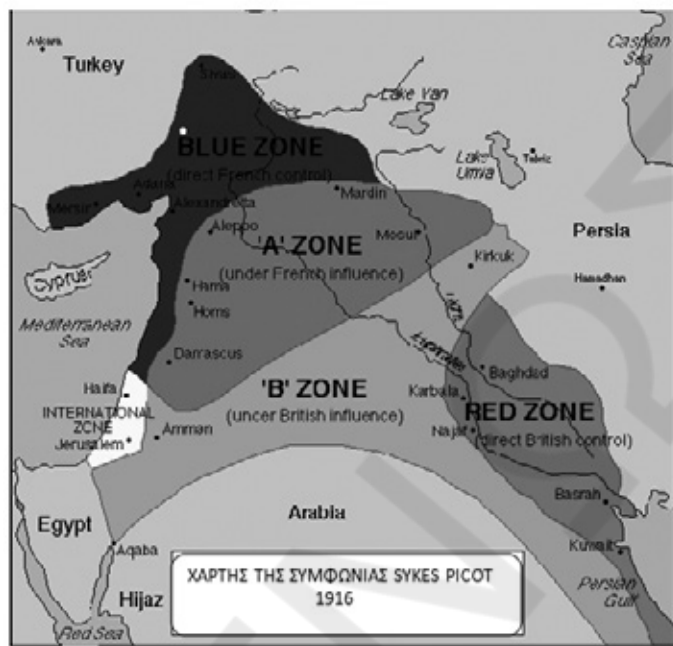 Ankara
Turkey
Sivas
Caspian
Sea
Lake Van
BLUE ZONE
(direct French control)
Lake
Urmia
Tabriz
Adana
Mersin
Alexandretta
Mardin
Aleppo
Mosul
'A' ZONE
(under French influence)
Kirkuk
Persia
Cyprus
Hama
Homs
Hamadhan
Mediterranean
Sea
Damascus
Baghdad
Haifa
'B' ZONE
(under British influence)
Karbala
INTERNATIONAL
ZONE
RED ZONE
(direct British control)
Jerusalem
Amman
Najaf
Egypt
Arabia
Basrah
Aqaba
Kuwait
ΧΑΡΤΗΣ ΤΗΣ ΣΥΜΦΩΝΙΑΣ SYKES PICOT
1916
Hijaz
Persian
Gulf
Red Sea